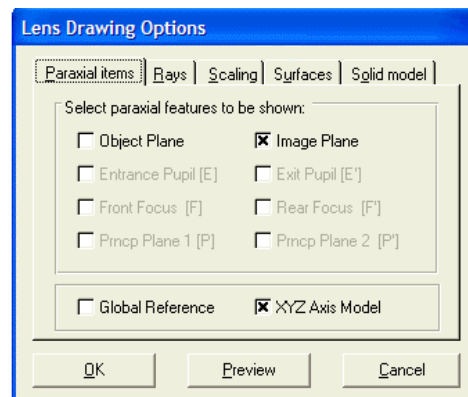 Lens Drawing Options
Paraxial items Rays Scaling Surfaces Solid model
Select paraxial features to be shown:
Object Plane Image Plane
Entrance Pupil [E] Exit Pupil [E']
Front Focus [F] Rear Focus [F']
Prncp Plane 1 [P] Prncp Plane 2 [P']
Global Reference XYZ Axis Model
OK Preview Cancel